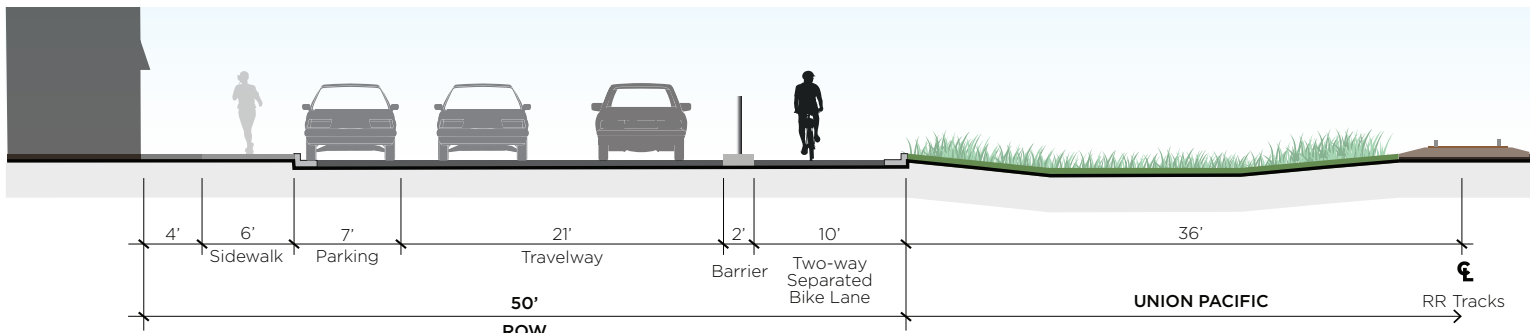 4' 6' 7' 21' 2' 10' 36'
Sidewalk Parking Travelway Barrier
Two-way
Separated
Bike Lane
℄
RR Tracks
50'
ROW
UNION PACIFIC